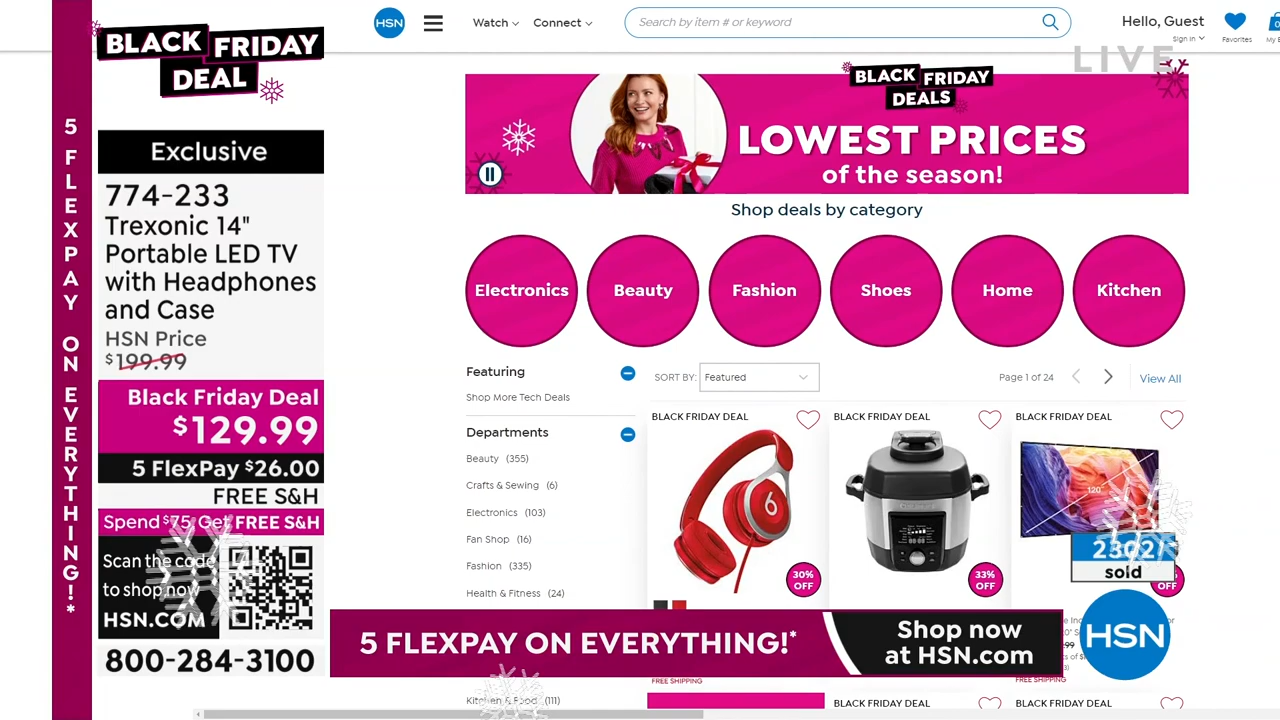 5 FLEXPAY ON EVERYTHING!*
BLACK FRIDAY
DEAL
Exclusive
774-233
Trexonic 14"
Portable LED TV
with Headphones
and Case
HSN Price
$199.99
Black Friday Deal
$129.99
5 FlexPay $26.00
FREE S&H
Spend $75, Get FREE S&H
Scan the code
to shop now
HSN.COM
800-284-3100
HSN
Watch
Connect
Search by item # or keyword
Hello, Guest
Sign In
Favorites
LIVE
BLACK FRIDAY
DEALS
LOWEST PRICES
of the season!
Shop deals by category
Electronics
Beauty
Fashion
Shoes
Home
Kitchen
Featuring
Shop More Tech Deals
Departments
Beauty (355)
Crafts & Sewing (6)
Electronics (103)
Fan Shop (16)
Fashion (335)
Health & Fitness (24)
Kitchen & Food (111)
SORT BY: Featured
Page 1 of 24
View All
BLACK FRIDAY DEAL
30%
OFF
BLACK FRIDAY DEAL
33%
OFF
BLACK FRIDAY DEAL
120"
OFF
sold
FREE SHIPPING
FREE SHIPPING
BLACK FRIDAY DEAL
BLACK FRIDAY DEAL
5 FLEXPAY ON EVERYTHING!*
Shop now
at HSN.com
HSN